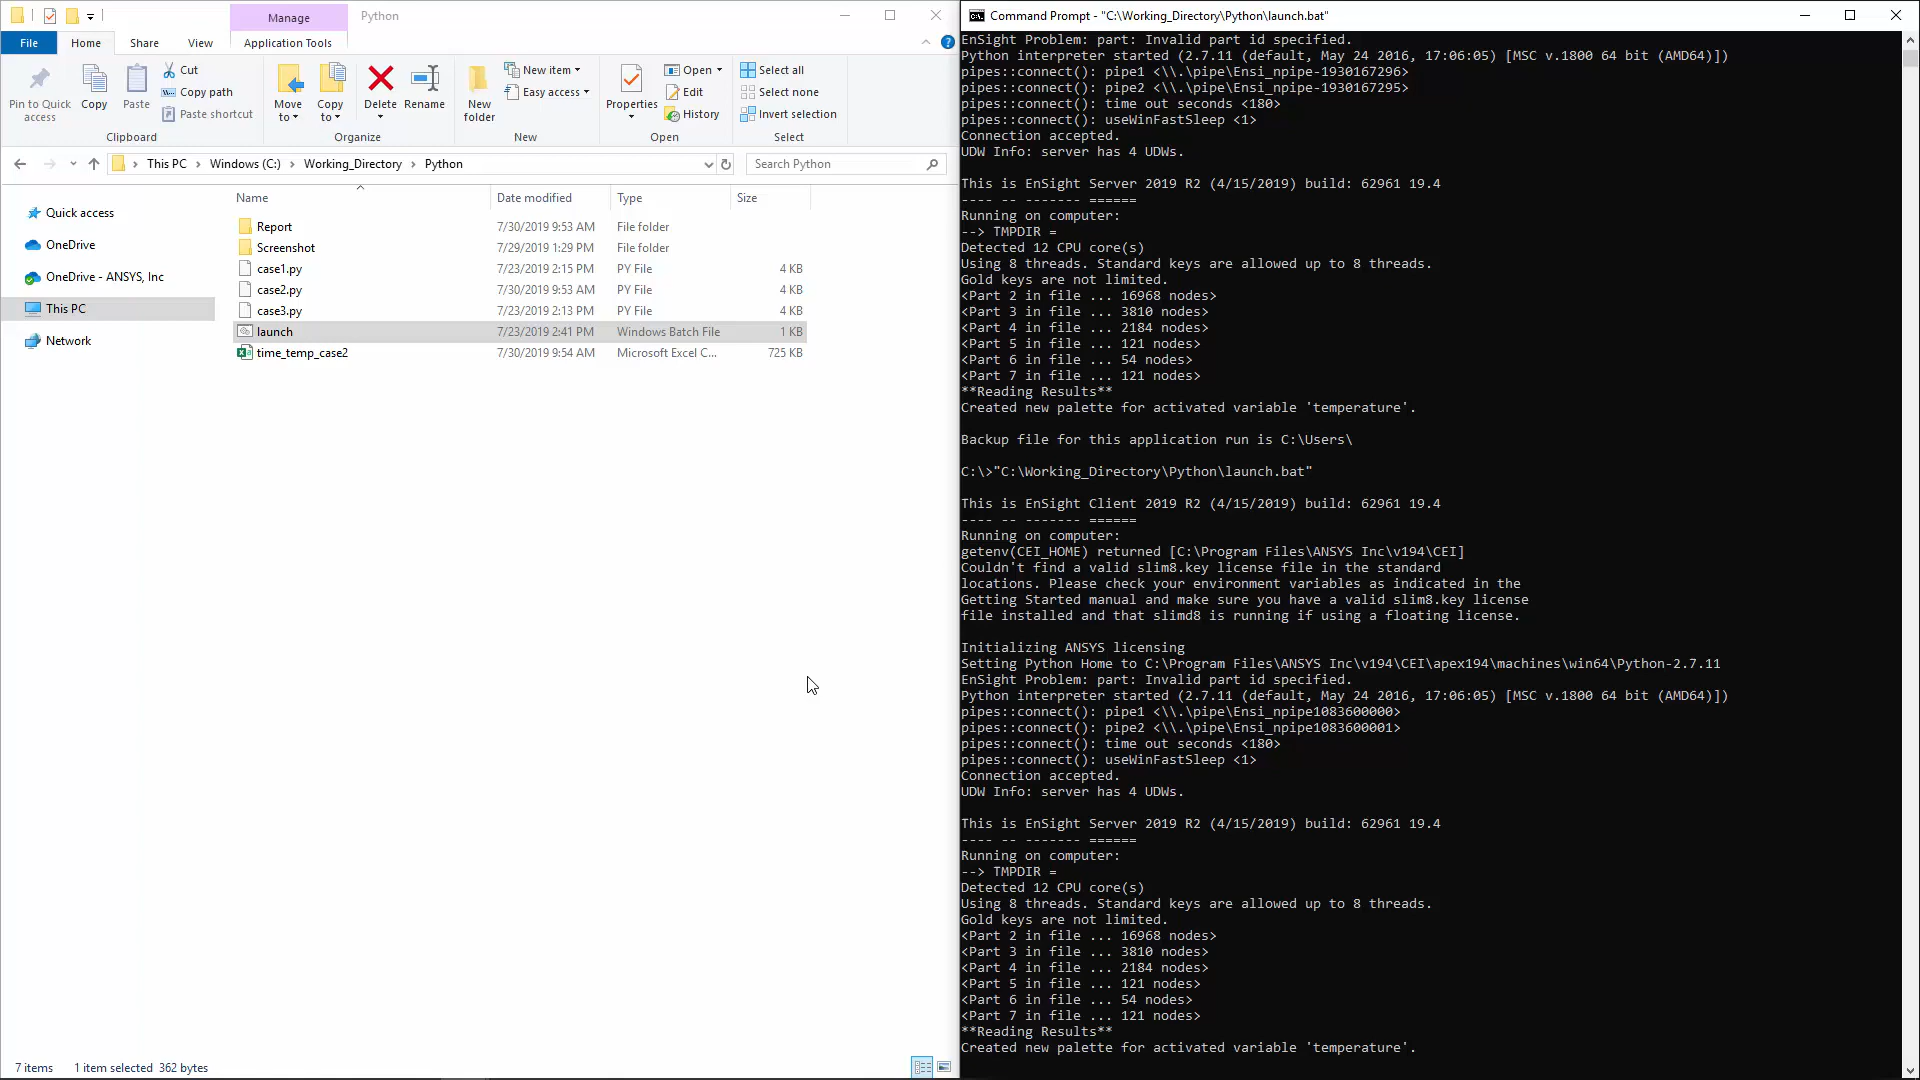 Manage
Python
File
Home
Share
View
Application Tools
Pin to Quick access
Copy
Paste
Cut
Copy path
Paste shortcut
Clipboard
Move to
Copy to
Delete
Rename
Organize
New folder
New item
Easy access
New
Properties
Open
Edit
History
Open
Select all
Select none
Invert selection
Select
This PC > Windows (C:) > Working_Directory > Python
Search Python
Quick access
OneDrive
OneDrive - ANSYS, Inc
This PC
Network
Name Date modified Type Size
Report 7/30/2019 9:53 AM File folder
Screenshot 7/29/2019 1:29 PM File folder
case1.py 7/23/2019 2:15 PM PY File 4 KB
case2.py 7/30/2019 9:53 AM PY File 4 KB
case3.py 7/23/2019 2:13 PM PY File 4 KB
launch 7/23/2019 2:41 PM Windows Batch File 1 KB
time_temp_case2 7/30/2019 9:54 AM Microsoft Excel C... 725 KB
7 items 1 item selected 362 bytes
Command Prompt - "C:\Working_Directory\Python\launch.bat"
EnSight Problem: part: Invalid part id specified.
Python interpreter started (2.7.11 (default, May 24 2016, 17:06:05) [MSC v.1800 64 bit (AMD64)])
pipes::connect(): pipe1 <\\.\pipe\Ensi_npipe-1930167296>
pipes::connect(): pipe2 <\\.\pipe\Ensi_npipe-1930167295>
pipes::connect(): time out seconds <180>
pipes::connect(): useWinFastSleep <1>
Connection accepted.
UDW Info: server has 4 UDWs.
This is EnSight Server 2019 R2 (4/15/2019) build: 62961 19.4
---- -- ------- ======
Running on computer:
--> TMPDIR =
Detected 12 CPU core(s)
Using 8 threads. Standard keys are allowed up to 8 threads.
Gold keys are not limited.
<Part 2 in file ... 16968 nodes>
<Part 3 in file ... 3810 nodes>
<Part 4 in file ... 2184 nodes>
<Part 5 in file ... 121 nodes>
<Part 6 in file ... 54 nodes>
<Part 7 in file ... 121 nodes>
**Reading Results**
Created new palette for activated variable 'temperature'.
Backup file for this application run is C:\Users\
C:\>"C:\Working_Directory\Python\launch.bat"
This is EnSight Client 2019 R2 (4/15/2019) build: 62961 19.4
---- -- ------- ======
Running on computer:
getenv(CEI_HOME) returned [C:\Program Files\ANSYS Inc\v194\CEI]
Couldn't find a valid slim8.key license file in the standard
locations. Please check your environment variables as indicated in the
Getting Started manual and make sure you have a valid slim8.key license
file installed and that slimd8 is running if using a floating license.
Initializing ANSYS licensing
Setting Python Home to C:\Program Files\ANSYS Inc\v194\CEI\apex194\machines\win64\Python-2.7.11
EnSight Problem: part: Invalid part id specified.
Python interpreter started (2.7.11 (default, May 24 2016, 17:06:05) [MSC v.1800 64 bit (AMD64)])
pipes::connect(): pipe1 <\\.\pipe\Ensi_npipe1083600000>
pipes::connect(): pipe2 <\\.\pipe\Ensi_npipe1083600001>
pipes::connect(): time out seconds <180>
pipes::connect(): useWinFastSleep <1>
Connection accepted.
UDW Info: server has 4 UDWs.
This is EnSight Server 2019 R2 (4/15/2019) build: 62961 19.4
---- -- ------- ======
Running on computer:
--> TMPDIR =
Detected 12 CPU core(s)
Using 8 threads. Standard keys are allowed up to 8 threads.
Gold keys are not limited.
<Part 2 in file ... 16968 nodes>
<Part 3 in file ... 3810 nodes>
<Part 4 in file ... 2184 nodes>
<Part 5 in file ... 121 nodes>
<Part 6 in file ... 54 nodes>
<Part 7 in file ... 121 nodes>
**Reading Results**
Created new palette for activated variable 'temperature'.